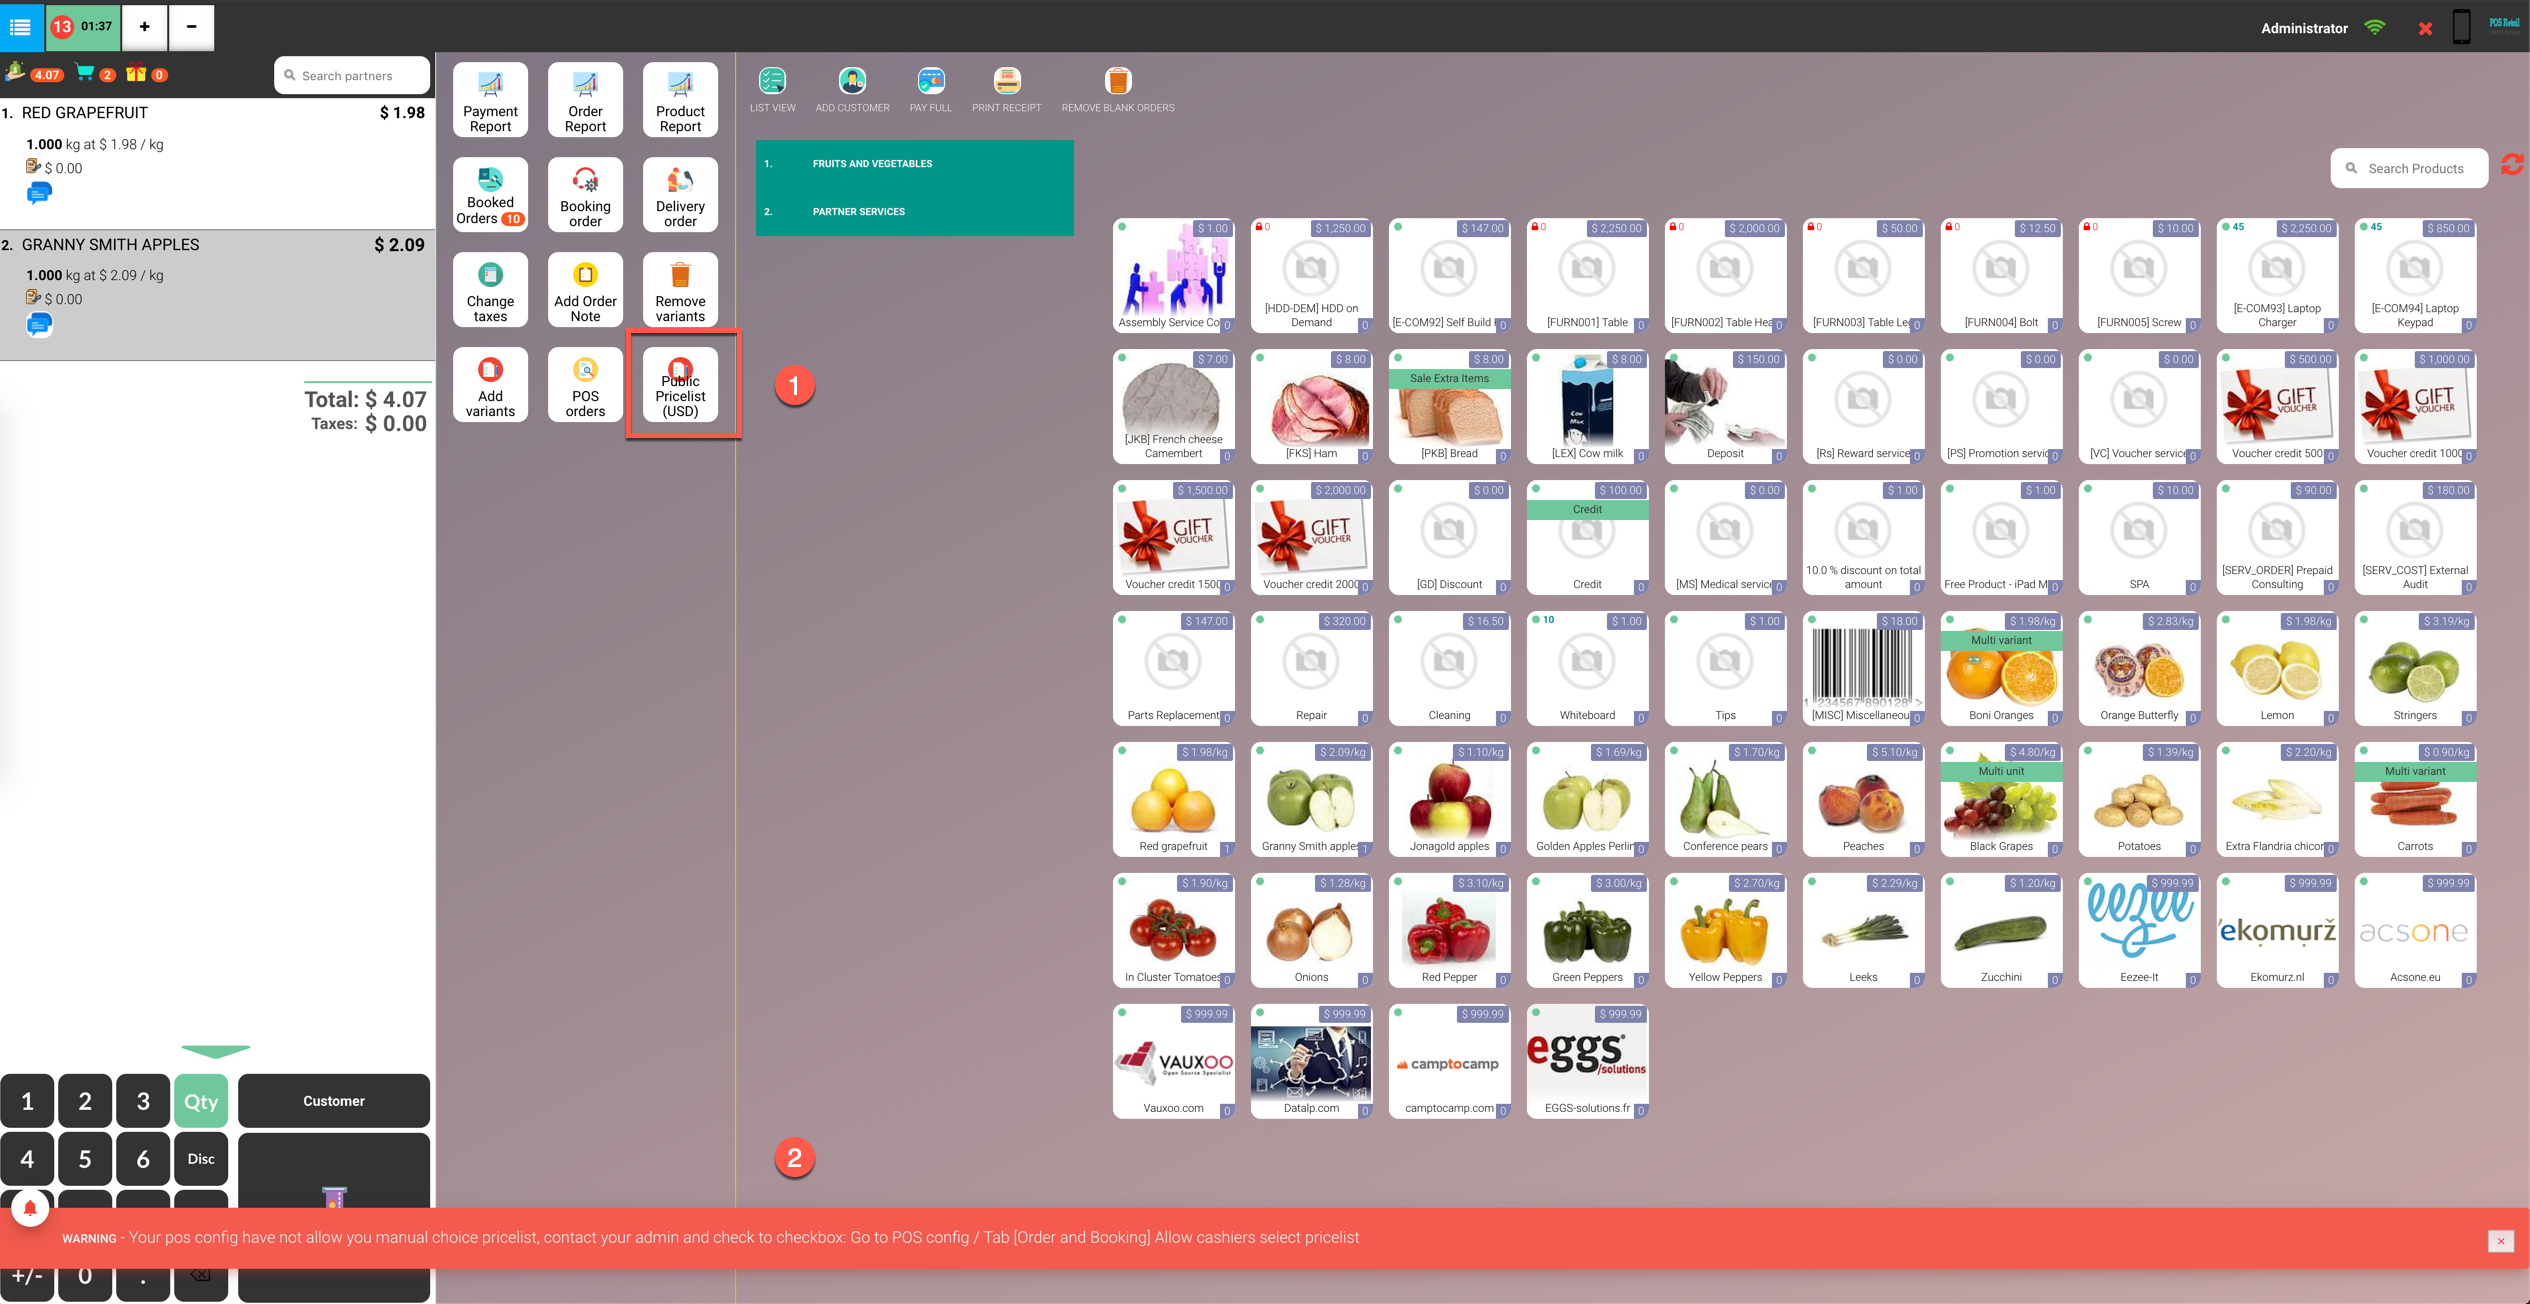 13 01:37 + -
Administrator
POS Retail
4.07 2 0 Search partners
1. RED GRAPEFRUIT $ 1.98
1.000 kg at $ 1.98 / kg
$ 0.00
2. GRANNY SMITH APPLES $ 2.09
1.000 kg at $ 2.09 / kg
$ 0.00
Total: $ 4.07
Taxes: $ 0.00
Payment Report
Order Report
Product Report
Booked Orders 10
Booking order
Delivery order
Change taxes
Add Order Note
Remove variants
Add variants
POS orders
Public Pricelist (USD)
1
LIST VIEW ADD CUSTOMER PAY FULL PRINT RECEIPT REMOVE BLANK ORDERS
1. FRUITS AND VEGETABLES
2. PARTNER SERVICES
Search Products
$ 1.00 0 $ 1,250.00 $ 147.00 0 $ 2,250.00 0 $ 2,000.00 0 $ 50.00 0 $ 12.50 0 $ 10.00 45 $ 2,250.00 45 $ 850.00
Assembly Service Co 0
[HDD-DEM] HDD on Demand 0
[E-COM92] Self Build 0
[FURN001] Table 0
[FURN002] Table Hea 0
[FURN003] Table Leg 0
[FURN004] Bolt 0
[FURN005] Screw 0
[E-COM93] Laptop Charger 0
[E-COM94] Laptop Keypad 0
$ 7.00 $ 8.00 $ 8.00 $ 8.00 $ 150.00 $ 0.00 $ 0.00 $ 0.00 $ 500.00 $ 1,000.00
Sale Extra Items
Cow Milk
GIFT VOUCHER
GIFT VOUCHER
[JKB] French cheese Camembert 0
[FKS] Ham 0
[PKB] Bread 0
[LEX] Cow milk 0
Deposit 0
[Rs] Reward service 0
[PS] Promotion servic 0
[VC] Voucher service 0
Voucher credit 500 0
Voucher credit 1000 0
$ 1,500.00 $ 2,000.00 $ 0.00 $ 100.00 $ 0.00 $ 1.00 $ 1.00 $ 10.00 $ 90.00 $ 180.00
GIFT VOUCHER
GIFT VOUCHER
Credit
Voucher credit 1500 0
Voucher credit 2000 0
[GD] Discount 0
Credit 0
[MS] Medical service 0
10.0 % discount on total amount 0
Free Product - iPad M 0
SPA 0
[SERV_ORDER] Prepaid Consulting 0
[SERV_COST] External Audit 0
$ 147.00 $ 320.00 $ 16.50 10 $ 1.00 $ 1.00 $ 18.00 $ 1.98/kg $ 2.83/kg $ 1.98/kg $ 3.19/kg
Multi variant
1 234567 890128 >
Parts Replacement 0
Repair 0
Cleaning 0
Whiteboard 0
Tips 0
[MISC] Miscellaneou 0
Boni Oranges 0
Orange Butterfly 0
Lemon 0
Stringers 0
$ 1.98/kg $ 2.09/kg $ 1.10/kg $ 1.69/kg $ 1.70/kg $ 5.10/kg $ 4.80/kg $ 1.39/kg $ 2.20/kg $ 0.90/kg
Multi unit
Multi variant
Red grapefruit 1
Granny Smith apples 1
Jonagold apples 0
Golden Apples Perlin 0
Conference pears 0
Peaches 0
Black Grapes 0
Potatoes 0
Extra Flandria chicor 0
Carrots 0
$ 1.90/kg $ 1.28/kg $ 3.10/kg $ 3.00/kg $ 2.70/kg $ 2.29/kg $ 1.20/kg $ 999.99 $ 999.99 $ 999.99
eezee
ekomurž
acsone
In Cluster Tomatoes 0
Onions 0
Red Pepper 0
Green Peppers 0
Yellow Peppers 0
Leeks 0
Zucchini 0
Eezee-It 0
Ekomurz.nl 0
Acsone.eu 0
$ 999.99 $ 999.99 $ 999.99 $ 999.99
VAUXOO
Open Source Specialist
camptocamp
eggs
/solutions
Vauxoo.com 0
Datalp.com 0
camptocamp.com 0
EGGS-solutions.fr 0
2
1 2 3 Qty Customer
4 5 6 Disc
WARNING - Your pos config have not allow you manual choice pricelist, contact your admin and check to checkbox: Go to POS config / Tab [Order and Booking] Allow cashiers select pricelist
+/- 0 .